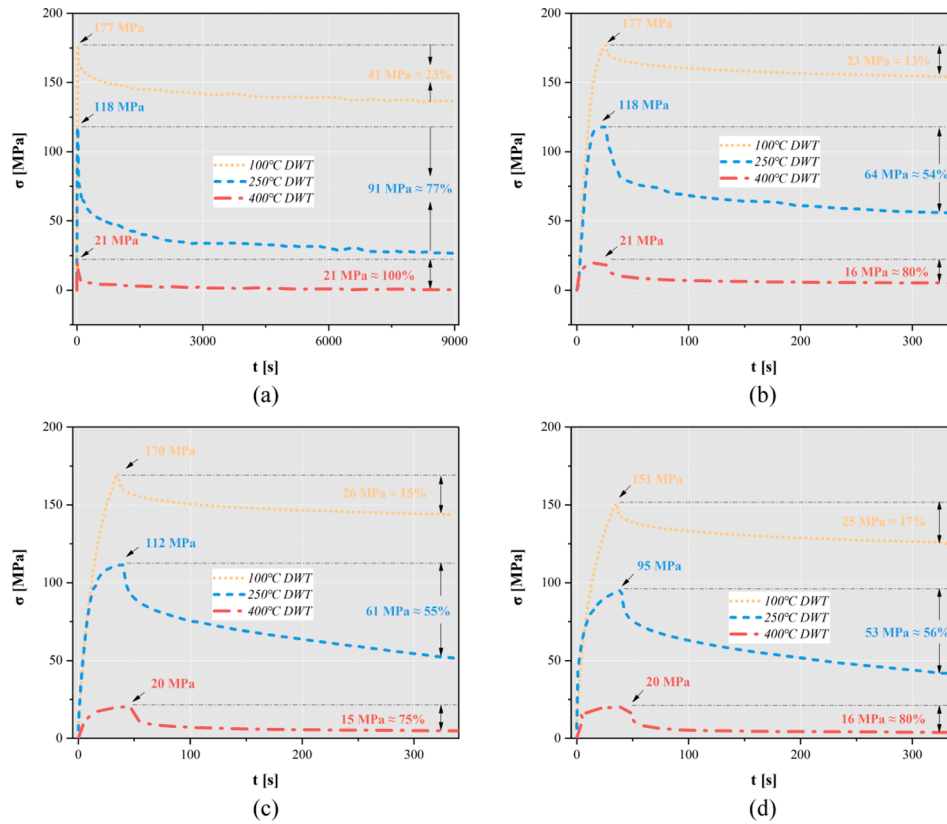 200
177 MPa
41 MPa ≈ 23%
150
118 MPa
σ [MPa]
100
100℃ DWT
250℃ DWT
400℃ DWT
91 MPa ≈ 77%
50
21 MPa
21 MPa ≈ 100%
0
0
3000
6000
9000
t [s]
(a)
200
177 MPa
23 MPa ≈ 13%
150
118 MPa
σ [MPa]
100
100℃ DWT
250℃ DWT
400℃ DWT
64 MPa ≈ 54%
50
21 MPa
16 MPa ≈ 80%
0
0
100
200
300
t [s]
(b)
200
170 MPa
26 MPa ≈ 15%
150
112 MPa
σ [MPa]
100
100℃ DWT
250℃ DWT
400℃ DWT
61 MPa ≈ 55%
50
20 MPa
15 MPa ≈ 75%
0
0
100
200
300
t [s]
(c)
200
151 MPa
25 MPa ≈ 17%
150
95 MPa
σ [MPa]
100
100℃ DWT
250℃ DWT
400℃ DWT
53 MPa ≈ 56%
50
20 MPa
16 MPa ≈ 80%
0
0
100
200
300
t [s]
(d)